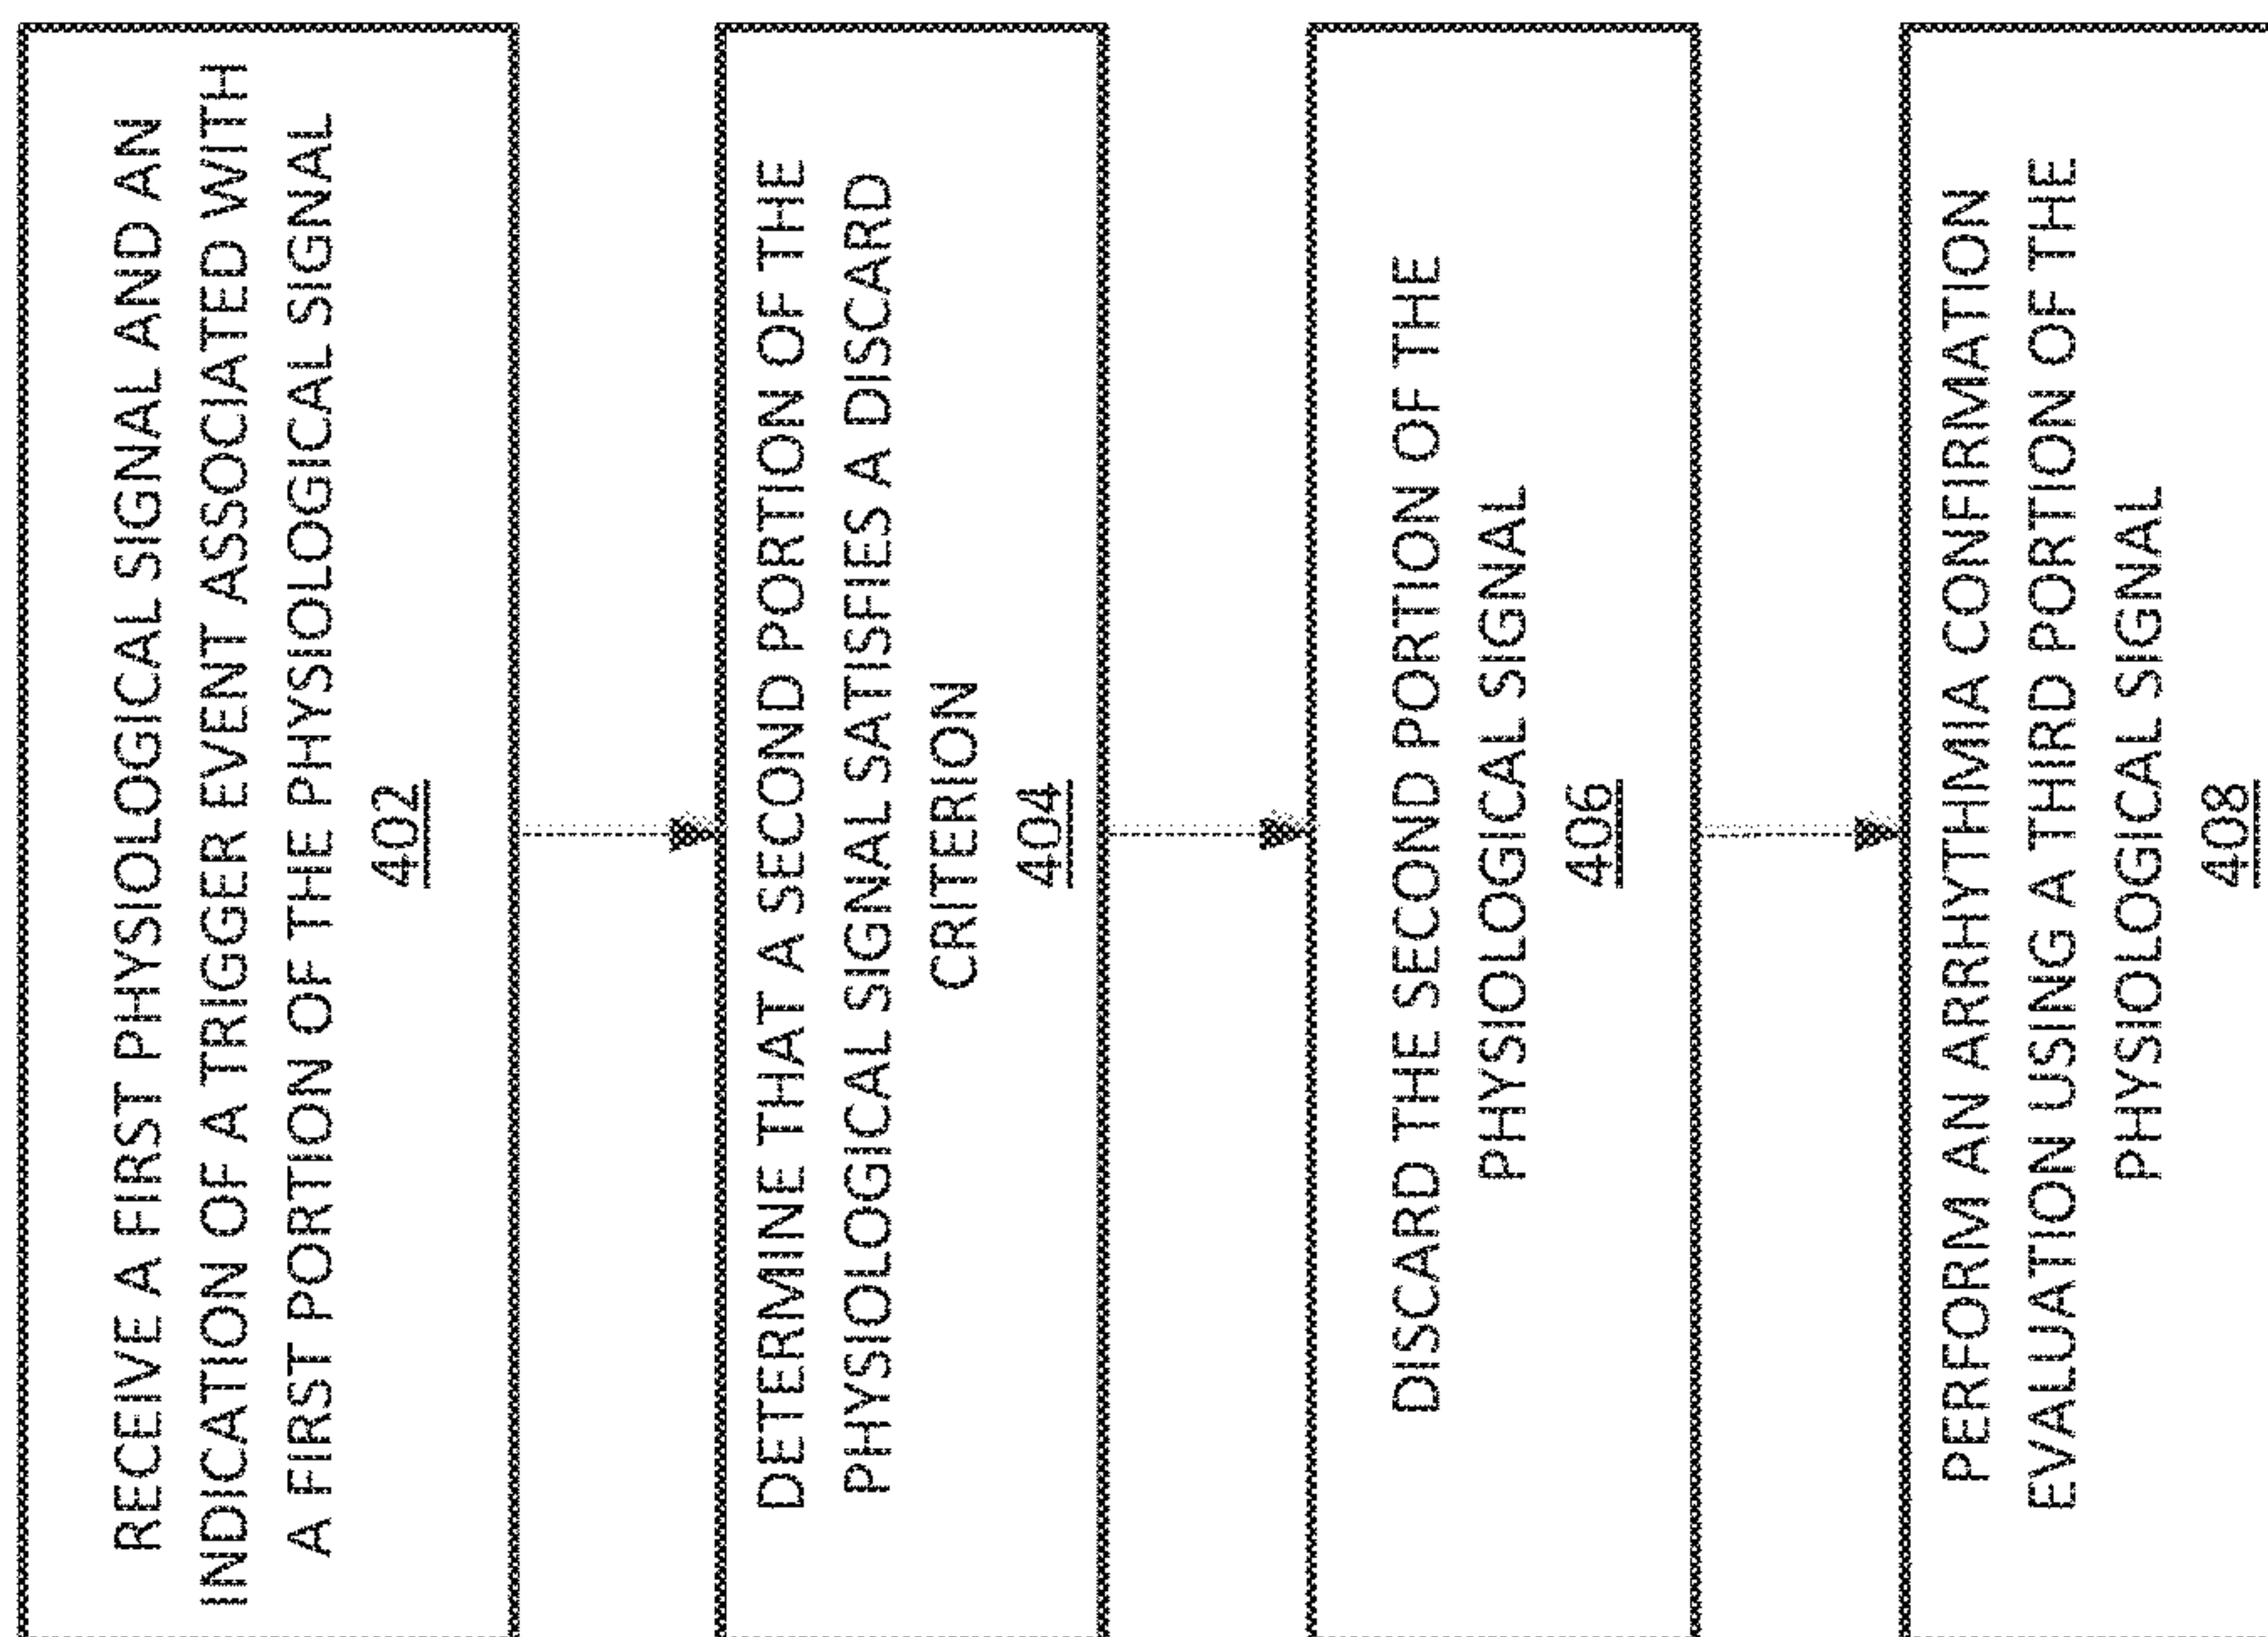 RECEIVE A FIRST PHYSIOLOGICAL SIGNAL AND AN
INDICATION OF A TRIGGER EVENT ASSOCIATED WITH
A FIRST PORTION OF THE PHYSIOLOGICAL SIGNAL
402
DETERMINE THAT A SECOND PORTION OF THE
PHYSIOLOGICAL SIGNAL SATISFIES A DISCARD
CRITERION
404
DISCARD THE SECOND PORTION OF THE
PHYSIOLOGICAL SIGNAL
406
PERFORM AN ARRHYTHMIA CONFIRMATION
EVALUATION USING A THIRD PORTION OF THE
PHYSIOLOGICAL SIGNAL
408